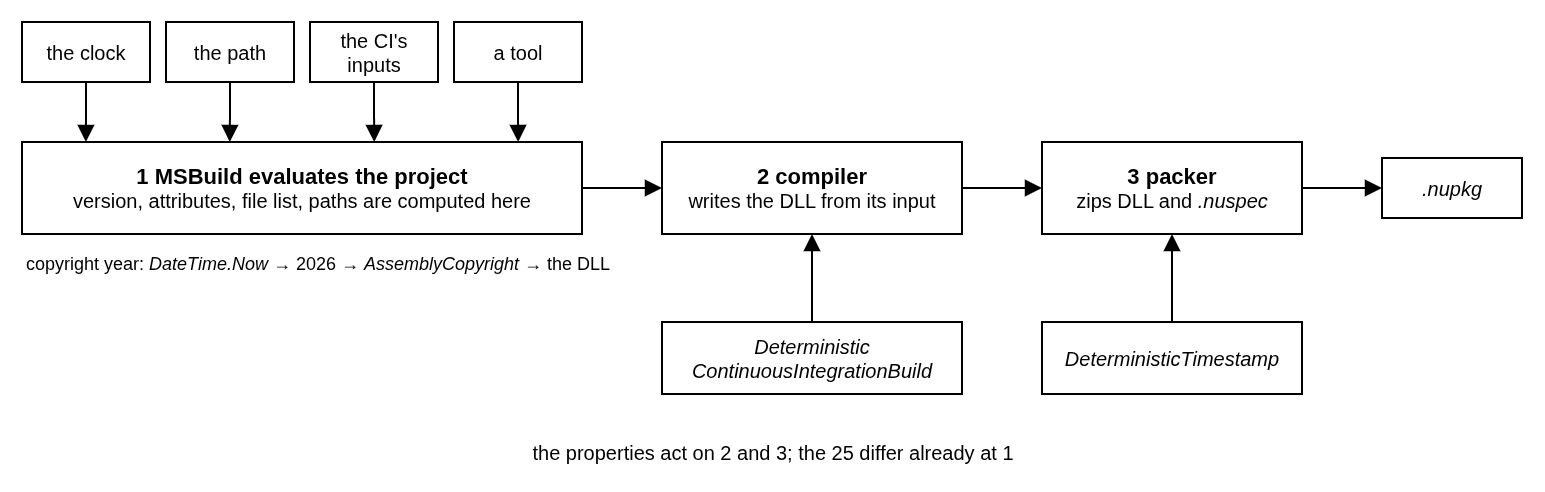 the clock
the path
the CI's
inputs
a tool
1 MSBuild evaluates the project
version, attributes, file list, paths are computed here
2 compiler
writes the DLL from its input
3 packer
zips DLL and .nuspec
.nupkg
copyright year: DateTime.Now → 2026 → AssemblyCopyright → the DLL
Deterministic
ContinuousIntegrationBuild
DeterministicTimestamp
the properties act on 2 and 3; the 25 differ already at 1